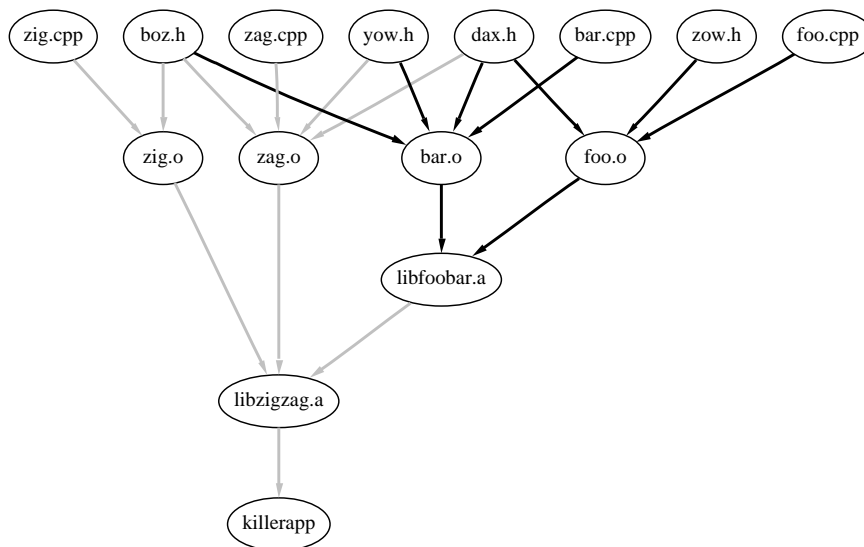 zig.cpp boz.h zag.cpp yow.h dax.h bar.cpp zow.h foo.cpp
zig.o zag.o bar.o foo.o
libfoobar.a
libzigzag.a
killerapp